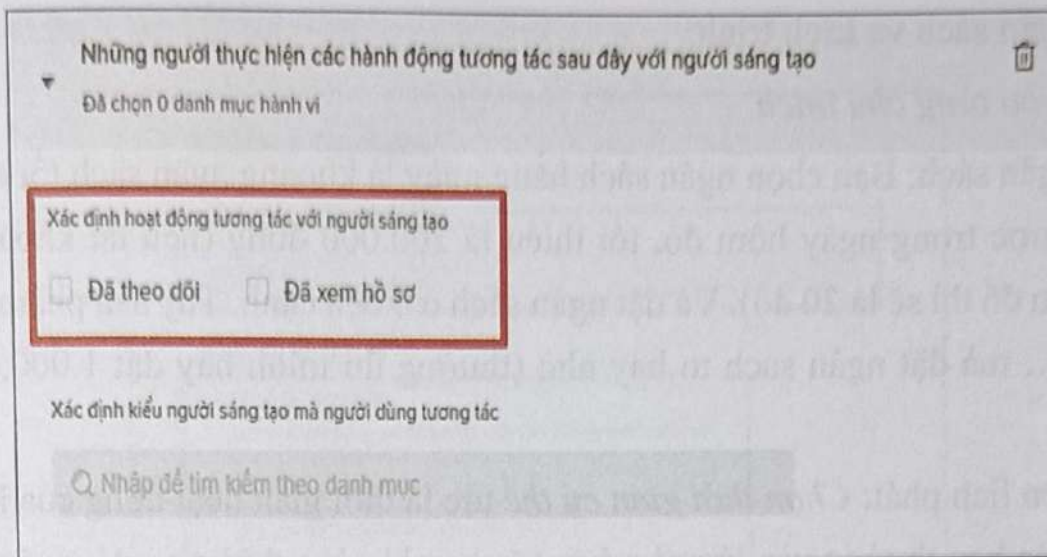 Những người thực hiện các hành động tương tác sau đây với người sáng tạo
Đã chọn 0 danh mục hành vi
Xác định hoạt động tương tác với người sáng tạo
Đã theo dõi Đã xem hồ sơ
Xác định kiểu người sáng tạo mà người dùng tương tác
Nhập để tìm kiếm theo danh mục